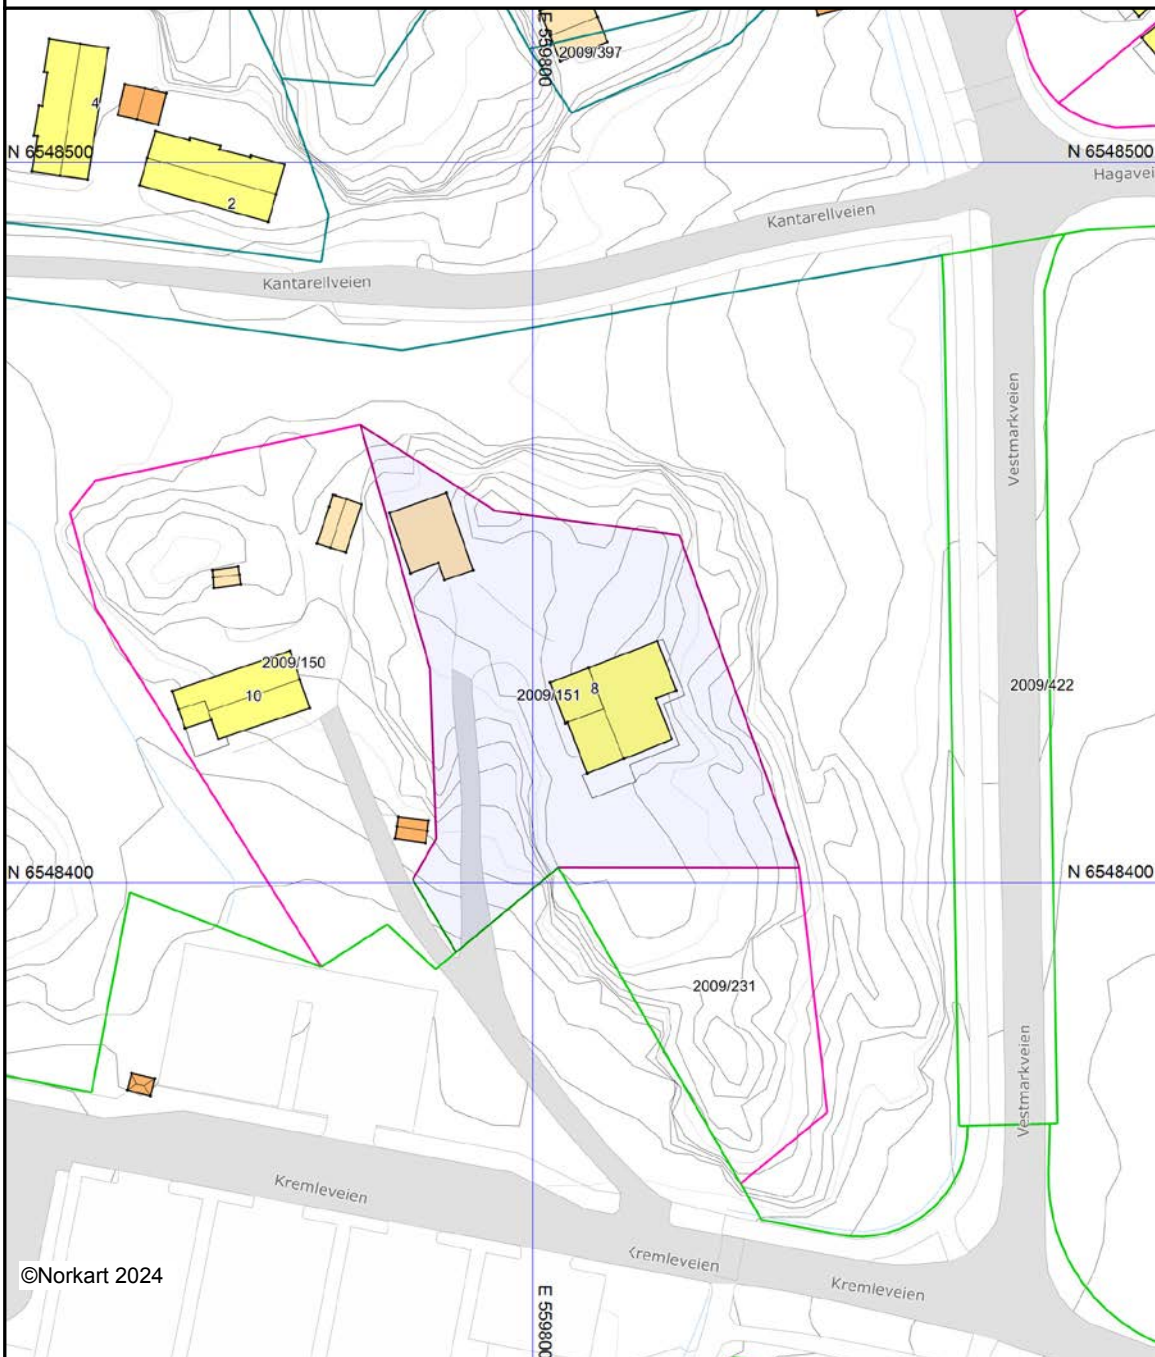 E 559800
2009/397
4
N 6548500
N 6548500
Hagavei
2
Kantarellveien
Kantarellveien
Vestmarkveien
2009/150
2009/422
2009/151
8
10
N 6548400
N 6548400
2009/231
Vestmarkveien
Kremleveien
Kremleveien
Kremleveien
©Norkart 2024
E 559800